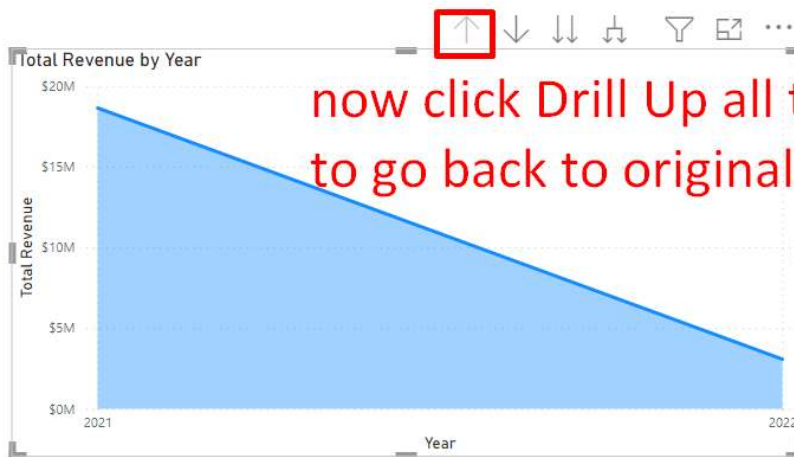 Total Revenue by Year
now click Drill Up all
to go back to original
$20M
$15M
$10M
$5M
$0M
Total Revenue
2021
2022
Year